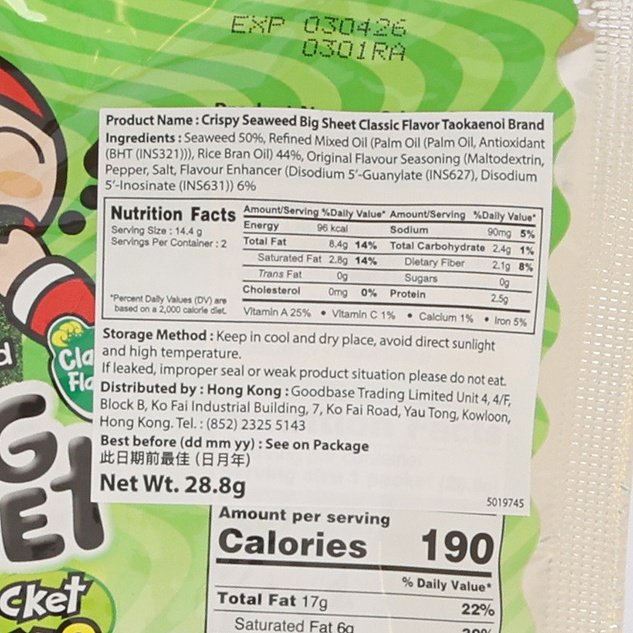 EXP 030426
0301RA
Product Name : Crispy Seaweed Big Sheet Classic Flavor Taokaenoi Brand
Ingredients : Seaweed 50%, Refined Mixed Oil (Palm Oil (Palm Oil, Antioxidant
(BHT (INS321))), Rice Bran Oil) 44%, Original Flavour Seasoning (Maltodextrin,
Pepper, Salt, Flavour Enhancer (Disodium 5'-Guanylate (INS627), Disodium
5'-Inosinate (INS631)) 6%
Nutrition Facts
Serving Size : 14.4 g
Servings Per Container : 2
*Percent Daily Values (DV) are
based on a 2,000 calorie diet.
Amount/Serving %Daily Value* Amount/Serving %Daily Value*
Energy 96 kcal Sodium 90mg 5%
Total Fat 8.4g 14% Total Carbohydrate 2.4g 1%
Saturated Fat 2.8g 14% Dietary Fiber 2.1g 8%
Trans Fat 0g Sugars 0g
Cholesterol 0mg 0% Protein 2.5g
Vitamin A 25% • Vitamin C 1% • Calcium 1% • Iron 5%
Storage Method : Keep in cool and dry place, avoid direct sunlight
and high temperature.
If leaked, improper seal or weak product situation please do not eat.
Distributed by : Hong Kong : Goodbase Trading Limited Unit 4, 4/F,
Block B, Ko Fai Industrial Building, 7, Ko Fai Road, Yau Tong, Kowloon,
Hong Kong. Tel. : (852) 2325 5143
Best before (dd mm yy) : See on Package
此日期前最佳 (日月年)
Net Wt. 28.8g
5019745
Amount per serving
Calories 190
% Daily Value*
Total Fat 17g 22%
Saturated Fat 6g